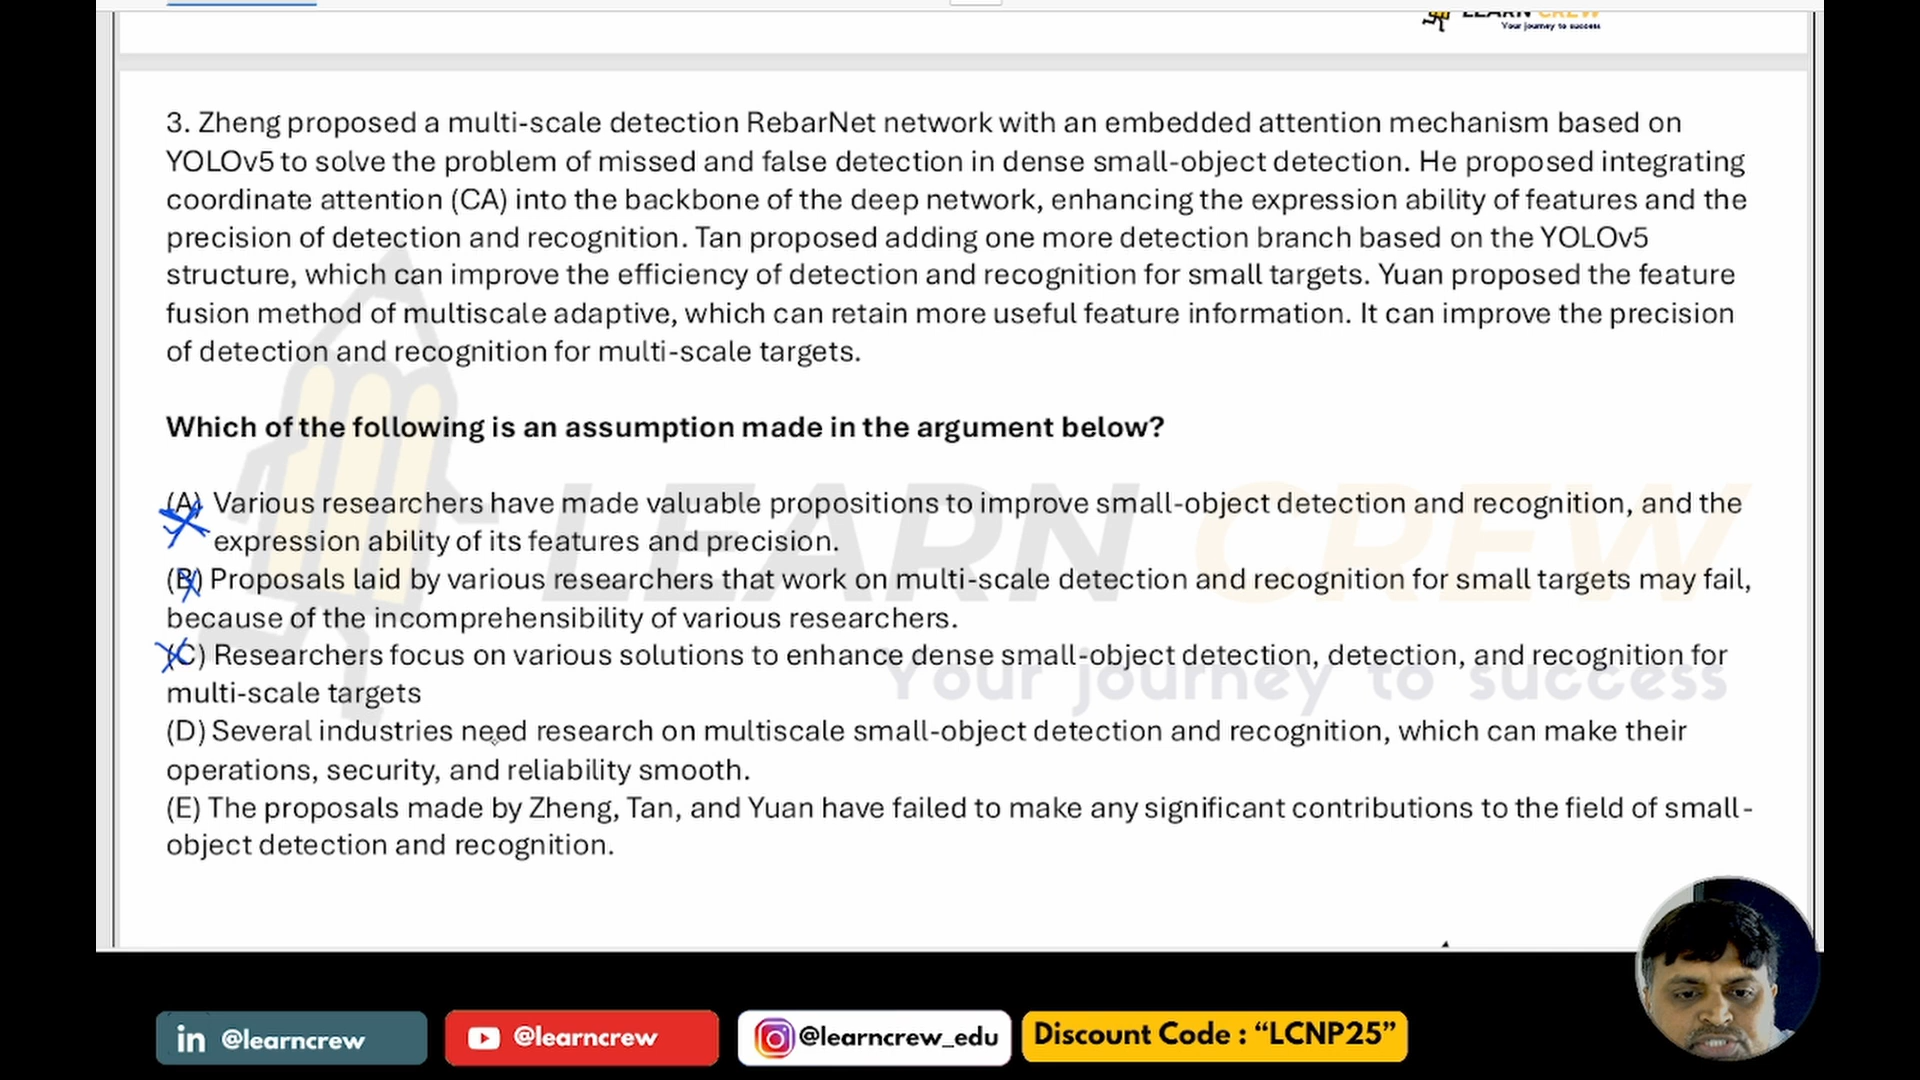 LEARN CREW
Your journey to success
3. Zheng proposed a multi-scale detection RebarNet network with an embedded attention mechanism based on
YOLOv5 to solve the problem of missed and false detection in dense small-object detection. He proposed integrating
coordinate attention (CA) into the backbone of the deep network, enhancing the expression ability of features and the
precision of detection and recognition. Tan proposed adding one more detection branch based on the YOLOv5
structure, which can improve the efficiency of detection and recognition for small targets. Yuan proposed the feature
fusion method of multiscale adaptive, which can retain more useful feature information. It can improve the precision
of detection and recognition for multi-scale targets.
Which of the following is an assumption made in the argument below?
(A) Various researchers have made valuable propositions to improve small-object detection and recognition, and the
expression ability of its features and precision.
(B) Proposals laid by various researchers that work on multi-scale detection and recognition for small targets may fail,
because of the incomprehensibility of various researchers.
(C) Researchers focus on various solutions to enhance dense small-object detection, detection, and recognition for
multi-scale targets
(D) Several industries need research on multiscale small-object detection and recognition, which can make their
operations, security, and reliability smooth.
(E) The proposals made by Zheng, Tan, and Yuan have failed to make any significant contributions to the field of small-
object detection and recognition.
LEARN CREW
Your journey to success
in @learncrew
@learncrew
@learncrew_edu
Discount Code : “LCNP25”